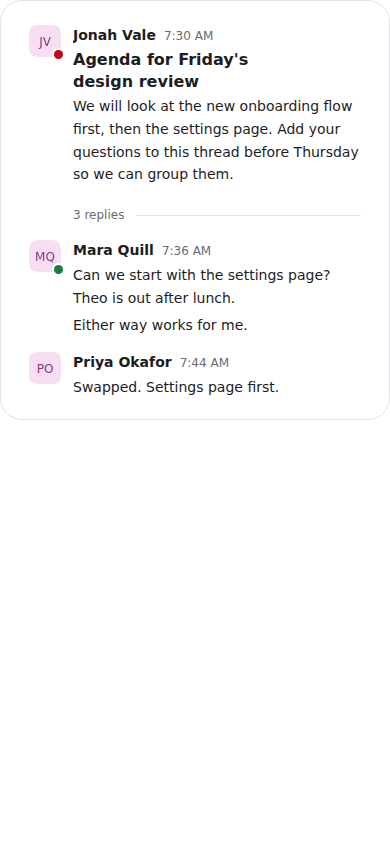 JV
Jonah Vale 7:30 AM
Agenda for Friday's
design review
We will look at the new onboarding flow
first, then the settings page. Add your
questions to this thread before Thursday
so we can group them.
3 replies
MQ
Mara Quill 7:36 AM
Can we start with the settings page?
Theo is out after lunch.
Either way works for me.
PO
Priya Okafor 7:44 AM
Swapped. Settings page first.